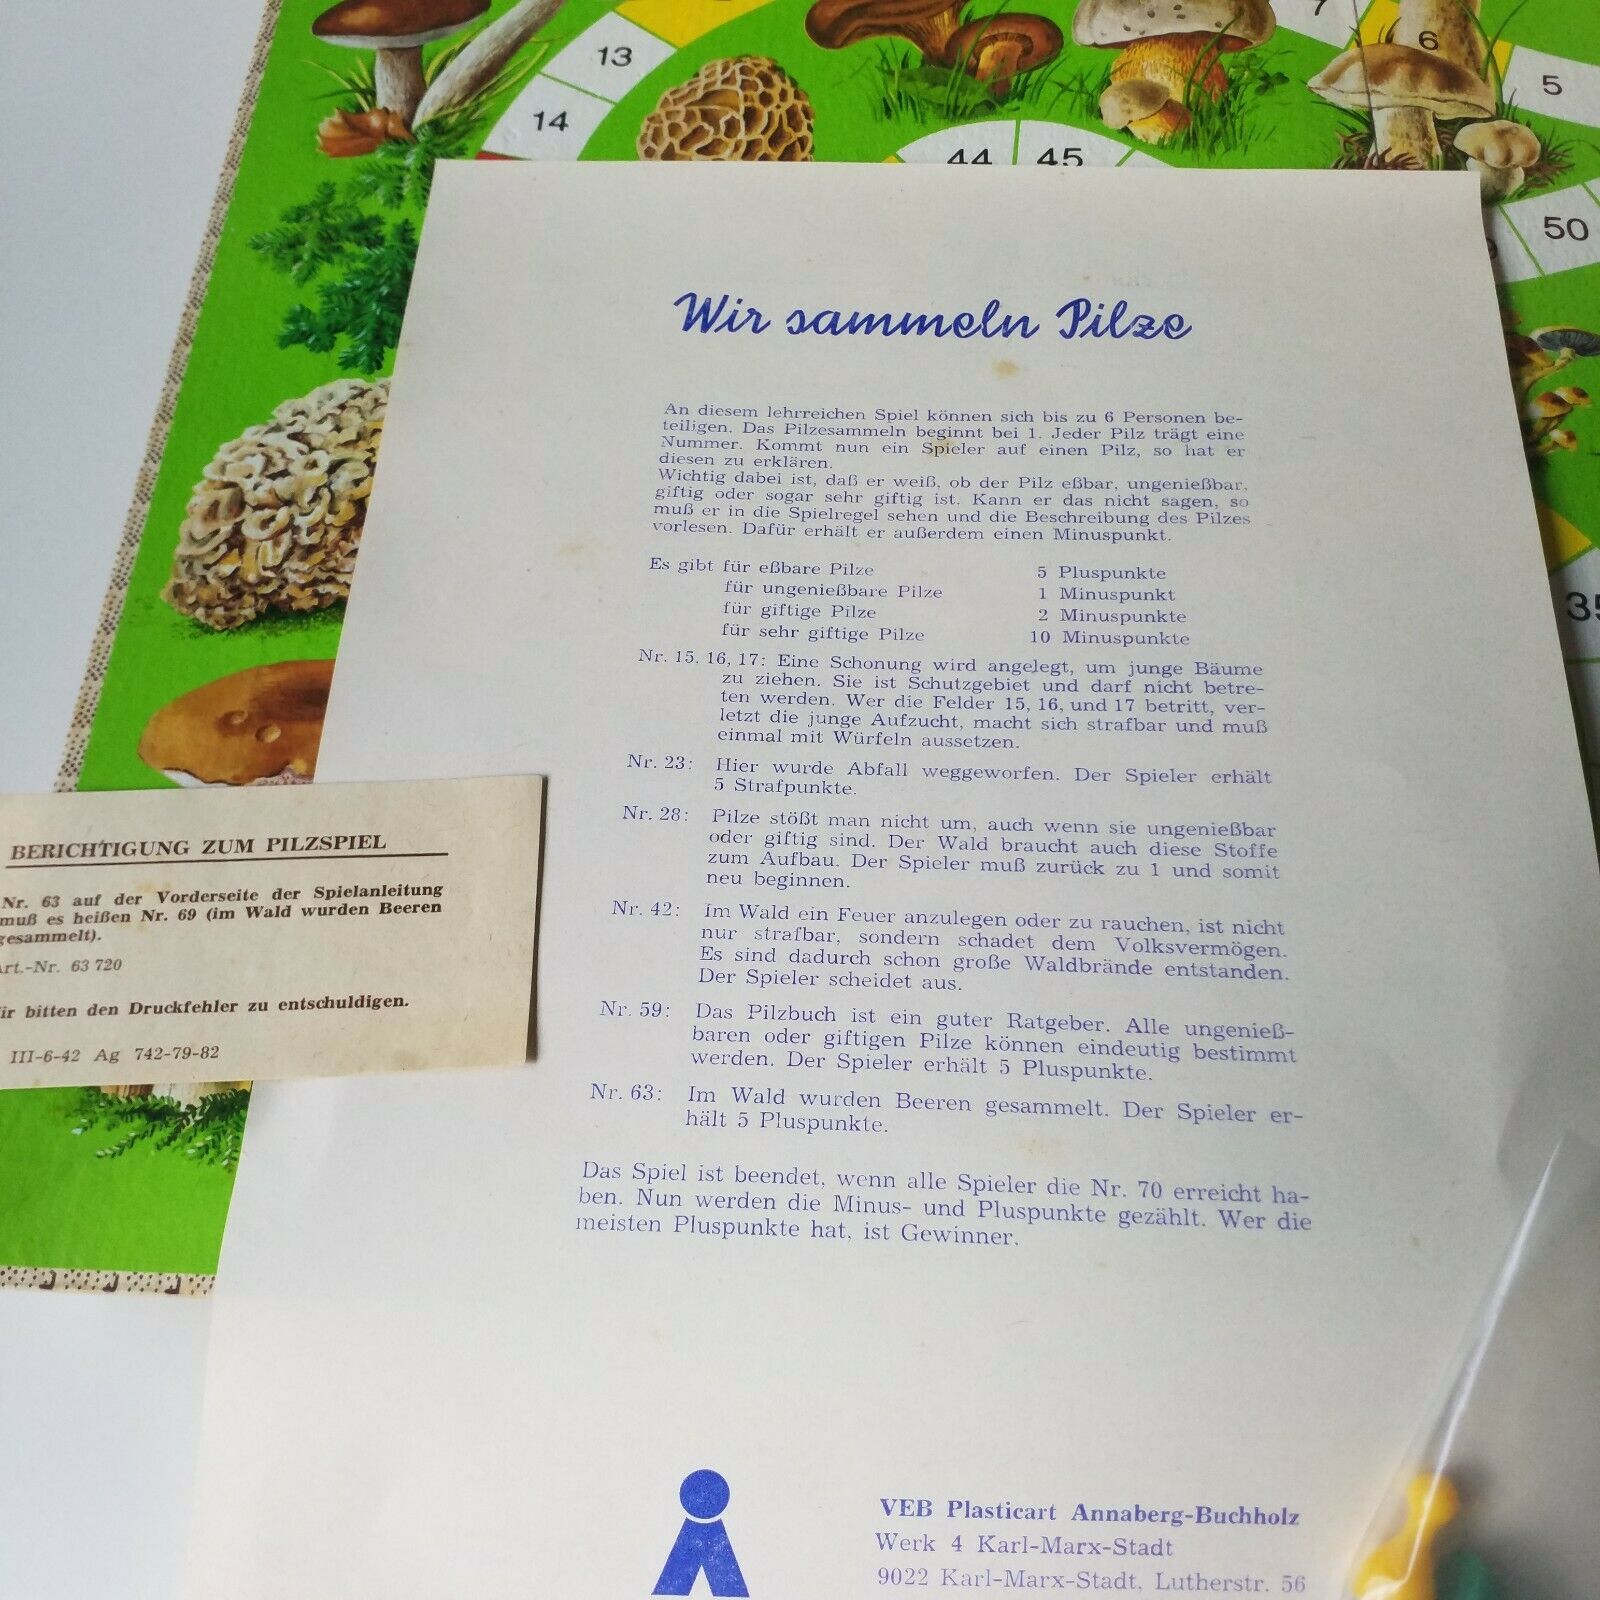 13
14
7
6
5
44
45
50
35
Wir sammeln Pilze
An diesem lehrreichen Spiel können sich bis zu 6 Personen be-
teiligen. Das Pilzesammeln beginnt bei 1. Jeder Pilz trägt eine
Nummer. Kommt nun ein Spieler auf einen Pilz, so hat er
diesen zu erklären.
Wichtig dabei ist, daß er weiß, ob der Pilz eßbar, ungenießbar,
giftig oder sogar sehr giftig ist. Kann er das nicht sagen, so
muß er in die Spielregel sehen und die Beschreibung des Pilzes
vorlesen. Dafür erhält er außerdem einen Minuspunkt.
Es gibt für eßbare Pilze 5 Pluspunkte
für ungenießbare Pilze 1 Minuspunkt
für giftige Pilze 2 Minuspunkte
für sehr giftige Pilze 10 Minuspunkte
Nr. 15, 16, 17: Eine Schonung wird angelegt, um junge Bäume
zu ziehen. Sie ist Schutzgebiet und darf nicht betre-
ten werden. Wer die Felder 15, 16, und 17 betritt, ver-
letzt die junge Aufzucht, macht sich strafbar und muß
einmal mit Würfeln aussetzen.
Nr. 23: Hier wurde Abfall weggeworfen. Der Spieler erhält
5 Strafpunkte.
Nr. 28: Pilze stößt man nicht um, auch wenn sie ungenießbar
oder giftig sind. Der Wald braucht auch diese Stoffe
zum Aufbau. Der Spieler muß zurück zu 1 und somit
neu beginnen.
Nr. 42: Im Wald ein Feuer anzulegen oder zu rauchen, ist nicht
nur strafbar, sondern schadet dem Volksvermögen.
Es sind dadurch schon große Waldbrände entstanden.
Der Spieler scheidet aus.
Nr. 59: Das Pilzbuch ist ein guter Ratgeber. Alle ungenieß-
baren oder giftigen Pilze können eindeutig bestimmt
werden. Der Spieler erhält 5 Pluspunkte.
Nr. 63: Im Wald wurden Beeren gesammelt. Der Spieler er-
hält 5 Pluspunkte.
Das Spiel ist beendet, wenn alle Spieler die Nr. 70 erreicht ha-
ben. Nun werden die Minus- und Pluspunkte gezählt. Wer die
meisten Pluspunkte hat, ist Gewinner.
VEB Plasticart Annaberg-Buchholz
Werk 4 Karl-Marx-Stadt
9022 Karl-Marx-Stadt, Lutherstr. 56
BERICHTIGUNG ZUM PILZSPIEL
Nr. 63 auf der Vorderseite der Spielanleitung
muß es heißen Nr. 69 (im Wald wurden Beeren
gesammelt).
Art.-Nr. 63 720
Wir bitten den Druckfehler zu entschuldigen.
III-6-42 Ag 742-79-82